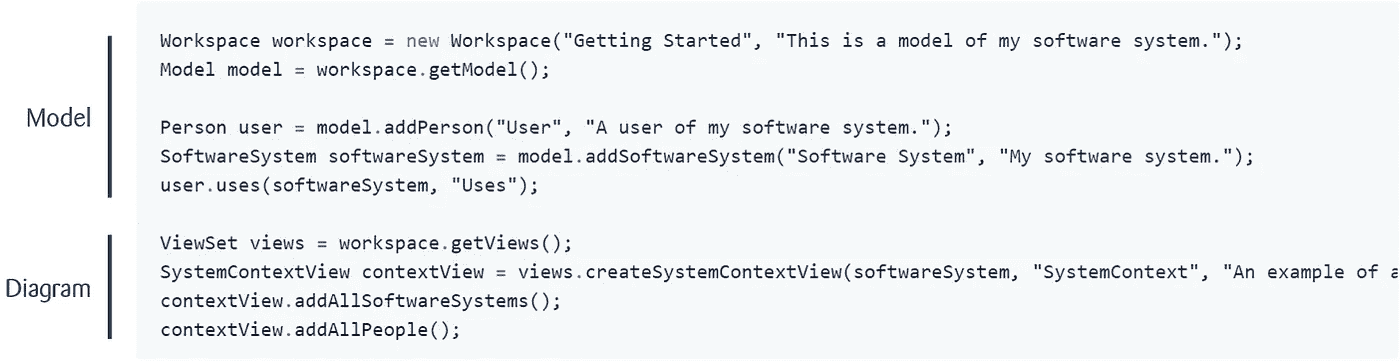 Model
Workspace workspace = new Workspace("Getting Started", "This is a model of my software system.");
Model model = workspace.getModel();
Person user = model.addPerson("User", "A user of my software system.");
SoftwareSystem softwareSystem = model.addSoftwareSystem("Software System", "My software system.");
user.uses(softwareSystem, "Uses");
Diagram
ViewSet views = workspace.getViews();
SystemContextView contextView = views.createSystemContextView(softwareSystem, "SystemContext", "An example of a
contextView.addAllSoftwareSystems();
contextView.addAllPeople();